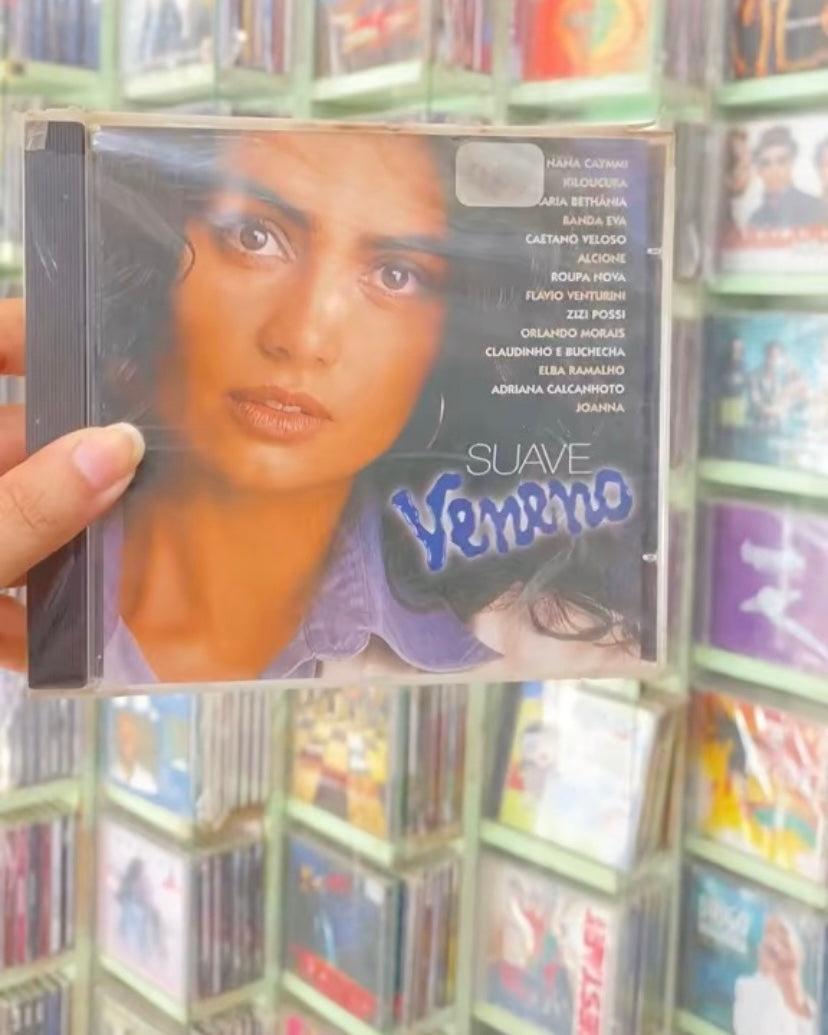 NANA CAYMMI
KILOUCURA
MARIA BETHÂNIA
BANDA EVA
CAETANO VELOSO
ALCIONE
ROUPA NOVA
FLAVIO VENTURINI
ZIZI POSSI
ORLANDO MORAIS
CLAUDINHO E BUCHECHA
ELBA RAMALHO
ADRIANA CALCANHOTO
JOANNA
SUAVE
Veneno